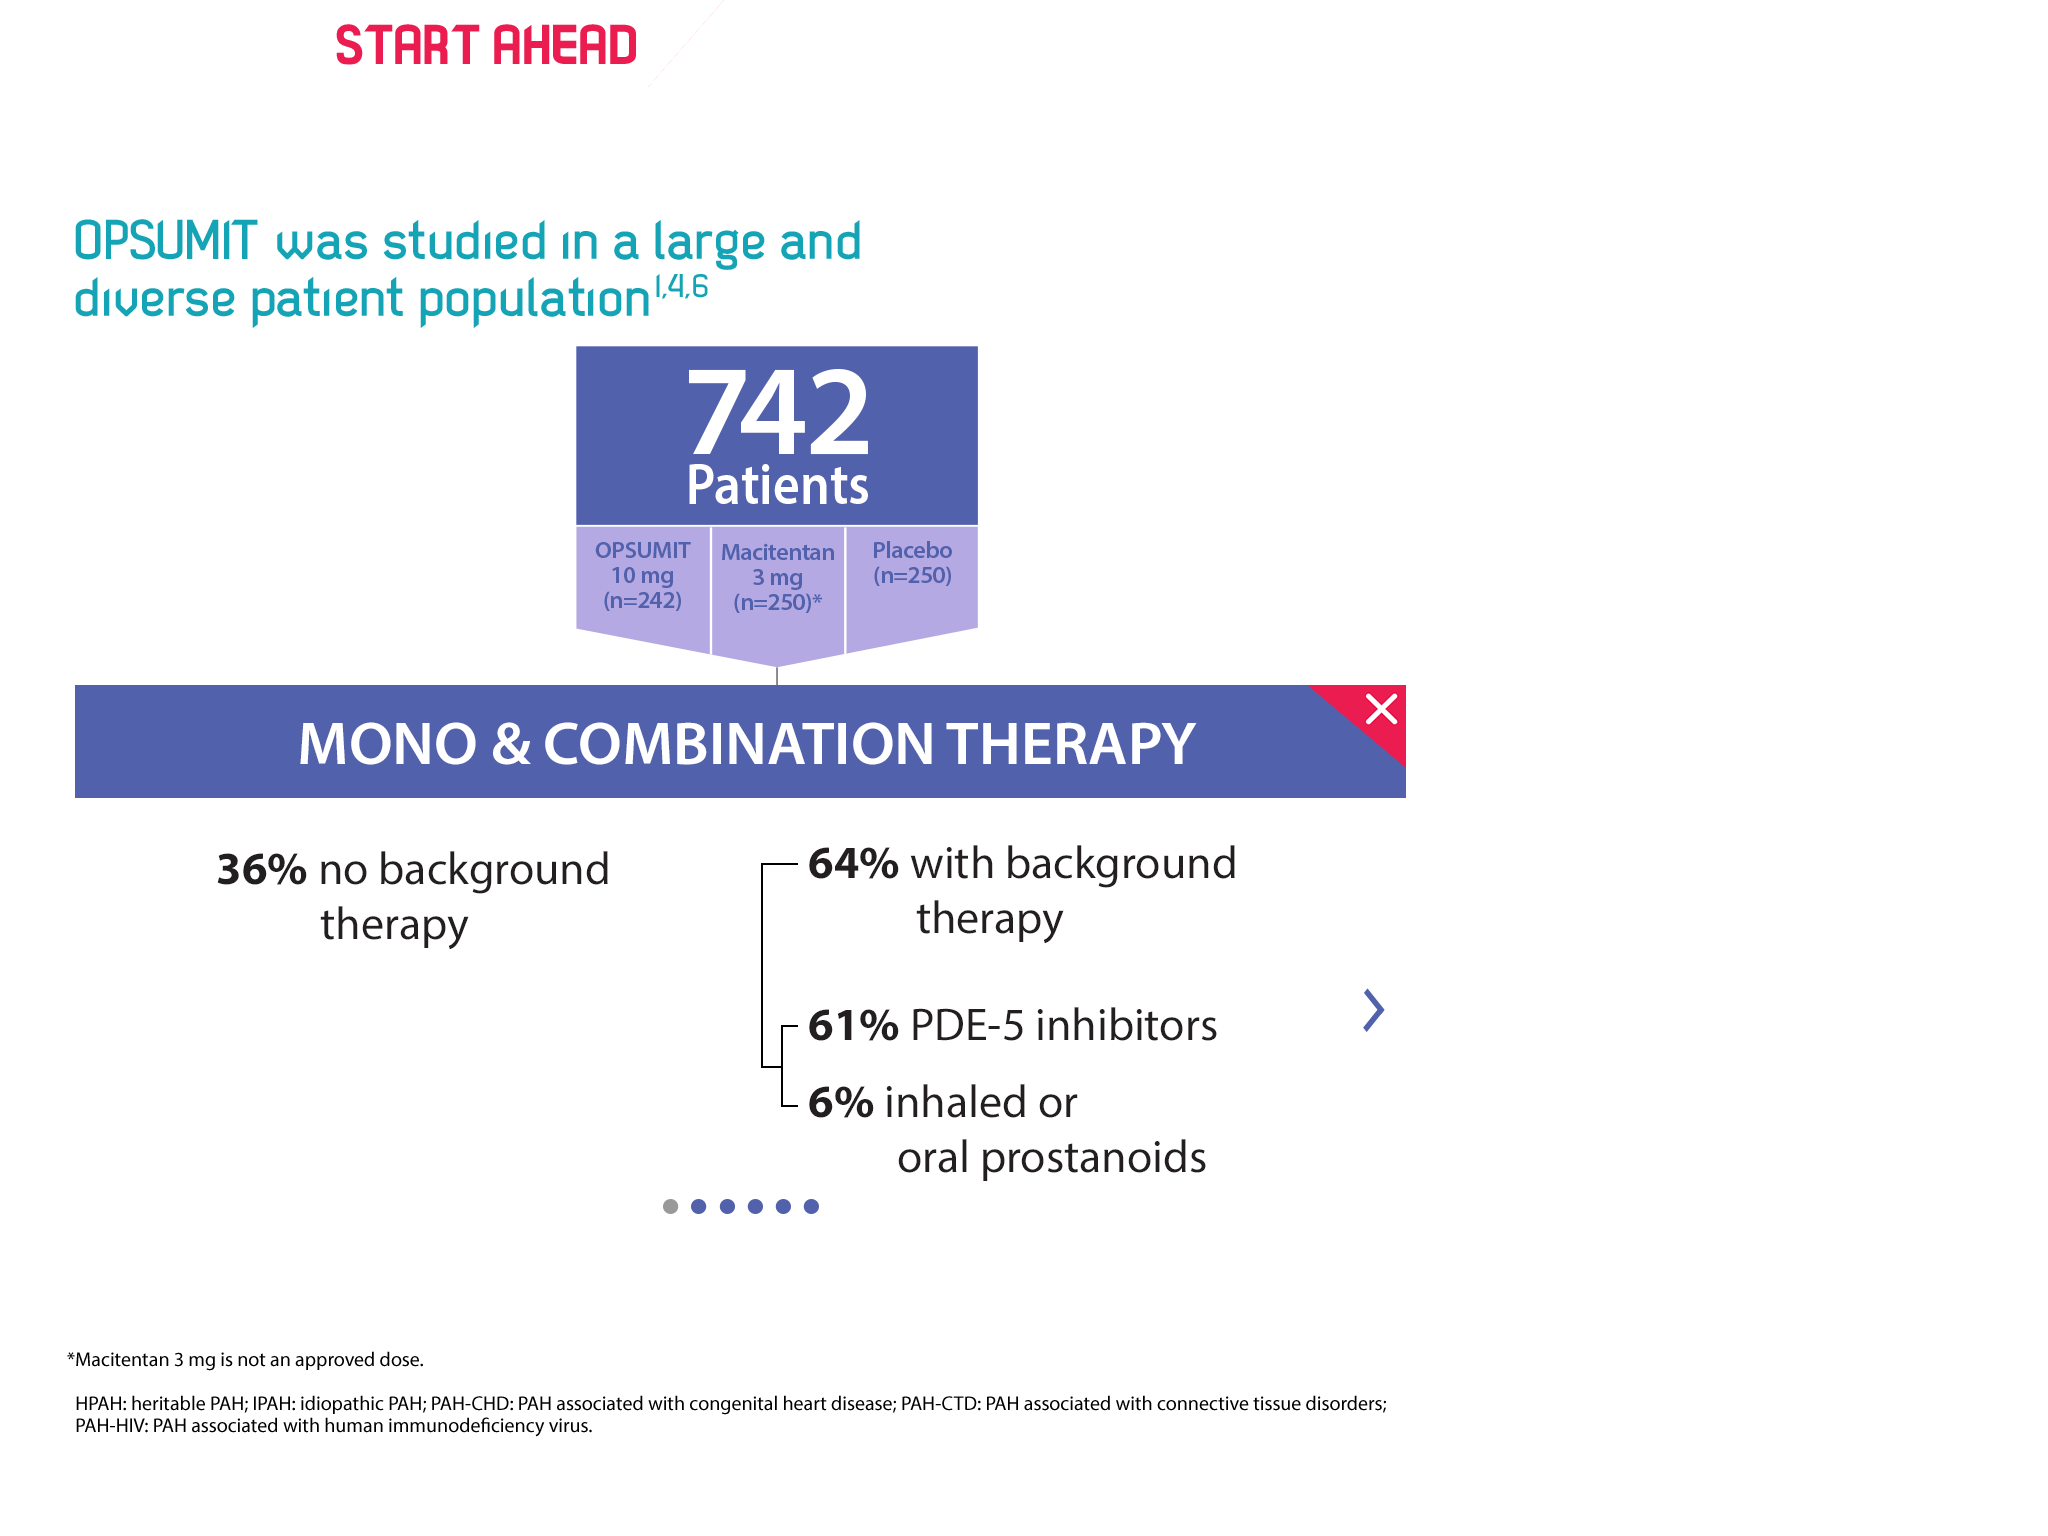 START AHEAD
OPSUMIT was studied in a large and
diverse patient population1,4,6
742
Patients
OPSUMIT
10 mg
(n=242)
Macitentan
3 mg
(n=250)*
Placebo
(n=250)
MONO & COMBINATION THERAPY
36% no background
therapy
64% with background
therapy
61% PDE-5 inhibitors
6% inhaled or
oral prostanoids
*Macitentan 3 mg is not an approved dose.
HPAH: heritable PAH; IPAH: idiopathic PAH; PAH-CHD: PAH associated with congenital heart disease; PAH-CTD: PAH associated with connective tissue disorders;
PAH-HIV: PAH associated with human immunodeficiency virus.